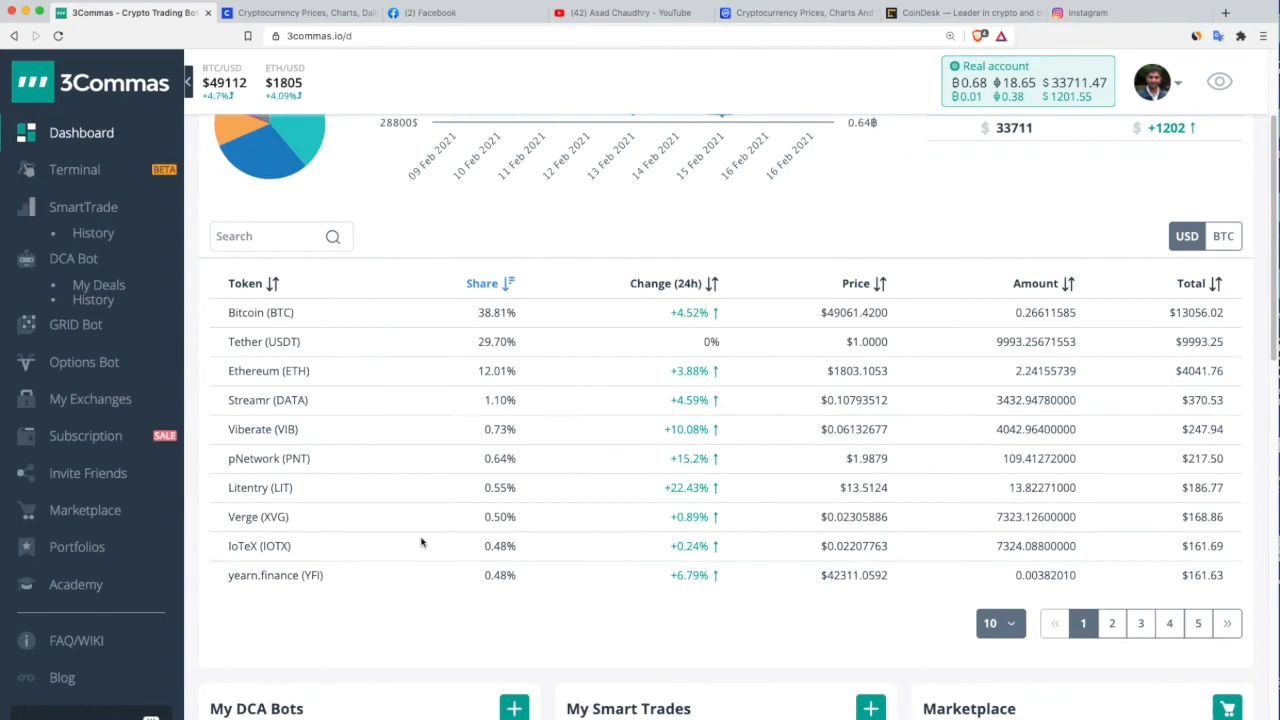 3Commas - Crypto Trading Bot
Cryptocurrency Prices, Charts, Dail
(2) Facebook
(42) Asad Chaudhry - YouTube
Cryptocurrency Prices, Charts And
CoinDesk — Leader in crypto and b
Instagram
3commas.io/d
3Commas
BTC/USD
$49112
+4.7%
ETH/USD
$1805
+4.09%
Real account
0.68 18.65 $ 33711.47
0.01 0.38 $ 1201.55
Dashboard
Terminal
BETA
SmartTrade
History
DCA Bot
My Deals
History
GRID Bot
Options Bot
My Exchanges
Subscription
SALE
Invite Friends
Marketplace
Portfolios
Academy
FAQ/WIKI
Blog
28800$
0.64฿
09 Feb 2021
10 Feb 2021
11 Feb 2021
12 Feb 2021
13 Feb 2021
14 Feb 2021
15 Feb 2021
16 Feb 2021
16 Feb 2021
$ 33711
$ +1202 ↑
Search
USD BTC
Token Share Change (24h) Price Amount Total
Bitcoin (BTC) 38.81% +4.52% ↑ $49061.4200 0.26611585 $13056.02
Tether (USDT) 29.70% 0% $1.0000 9993.25671553 $9993.25
Ethereum (ETH) 12.01% +3.88% ↑ $1803.1053 2.24155739 $4041.76
Streamr (DATA) 1.10% +4.59% ↑ $0.10793512 3432.94780000 $370.53
Viberate (VIB) 0.73% +10.08% ↑ $0.06132677 4042.96400000 $247.94
pNetwork (PNT) 0.64% +15.2% ↑ $1.9879 109.41272000 $217.50
Litentry (LIT) 0.55% +22.43% ↑ $13.5124 13.82271000 $186.77
Verge (XVG) 0.50% +0.89% ↑ $0.02305886 7323.12600000 $168.86
IoTeX (IOTX) 0.48% +0.24% ↑ $0.02207763 7324.08800000 $161.69
yearn.finance (YFI) 0.48% +6.79% ↑ $42311.0592 0.00382010 $161.63
10
« 1 2 3 4 5 »
My DCA Bots +
My Smart Trades +
Marketplace